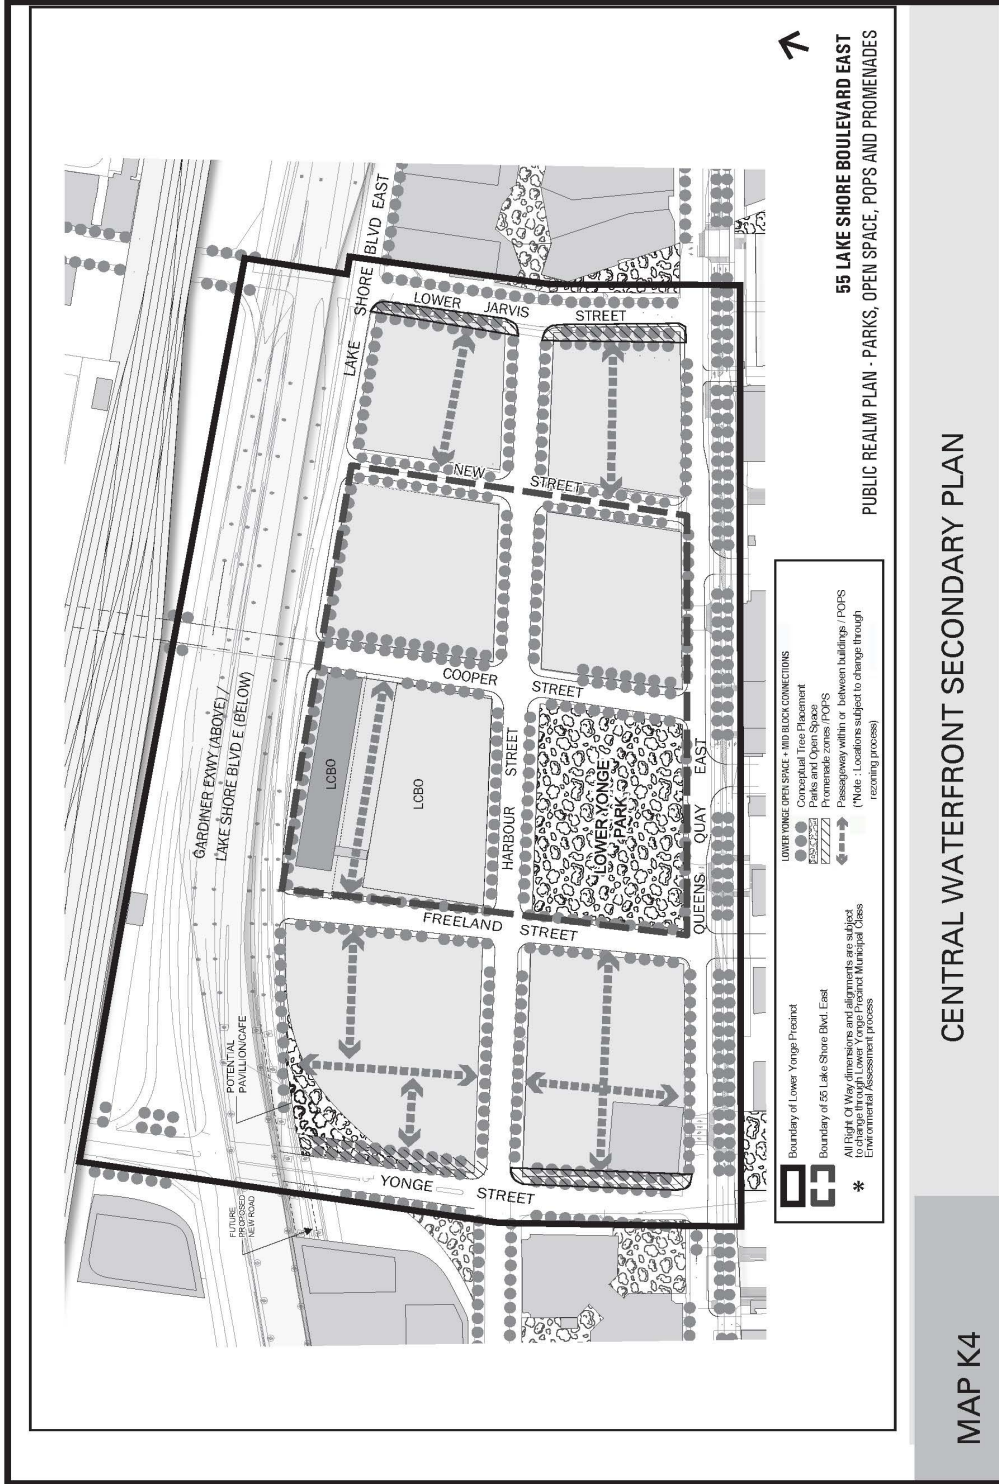 55 LAKE SHORE BOULEVARD EAST
PUBLIC REALM PLAN - PARKS, OPEN SPACE, POPS AND PROMENADES
GARDINER EXWY (ABOVE) /
LAKE SHORE BLVD E (BELOW)
LAKE SHORE BLVD EAST
POTENTIAL
PAVILLION/CAFE
FUTURE
PROPOSED
NEW ROAD
LCBO
LCBO
YONGE STREET
FREELAND STREET
COOPER STREET
NEW STREET
LOWER JARVIS STREET
HARBOUR STREET
LOWER YONGE
PARK
QUEENS QUAY EAST
Boundary of Lower Yonge Precinct
Boundary of 55 Lake Shore Blvd. East
* All Right Of Way dimensions and alignments are subject
to change through Lower Yonge Precinct Municipal Class
Environmental Assessment process
LOWER YONGE OPEN SPACE + MID BLOCK CONNECTIONS
Conceptual Tree Placement
Parks and Open Space
Promenade zones /POPS
Passageway within or between buildings / POPS
(*Note : Locations subject to change through
rezoning process)
MAP K4
CENTRAL WATERFRONT SECONDARY PLAN